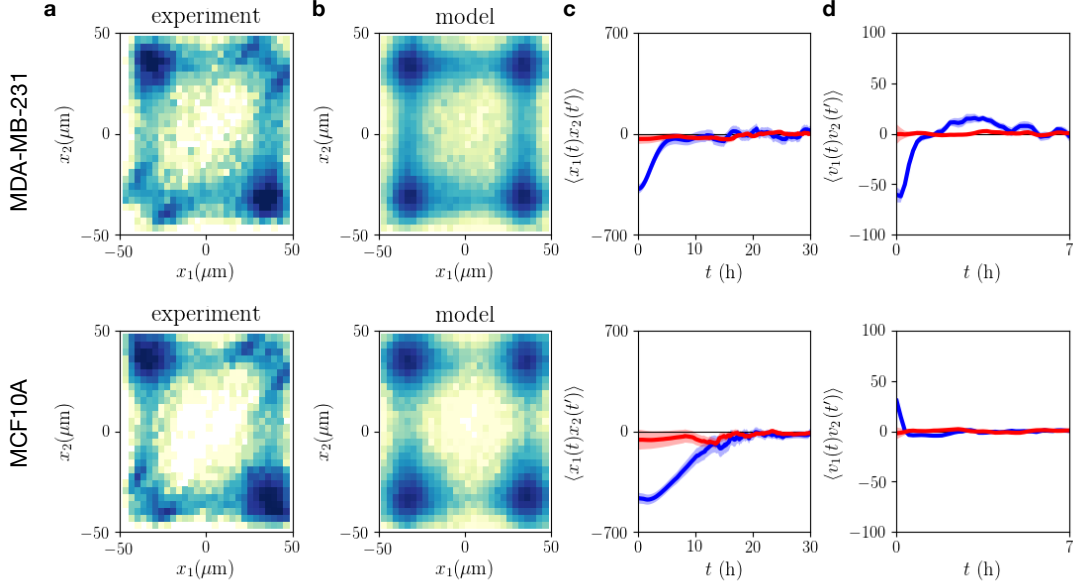 a b c d
experiment model
MDA-MB-231
50 50 700 100
x₂(μm) 0 x₂(μm) 0 ⟨x₁(t)x₂(t′)⟩ 0 ⟨v₁(t)v₂(t′)⟩ 50
0
−50
−50 −50 −700 −100
−50 0 50 −50 0 50 0 10 20 30 0 7
x₁(μm) x₁(μm) t (h) t (h)
experiment model
MCF10A
50 50 700 100
x₂(μm) 0 x₂(μm) 0 ⟨x₁(t)x₂(t′)⟩ 0 ⟨v₁(t)v₂(t′)⟩ 50
0
−50
−50 −50 −700 −100
−50 0 50 −50 0 50 0 10 20 30 0 7
x₁(μm) x₁(μm) t (h) t (h)